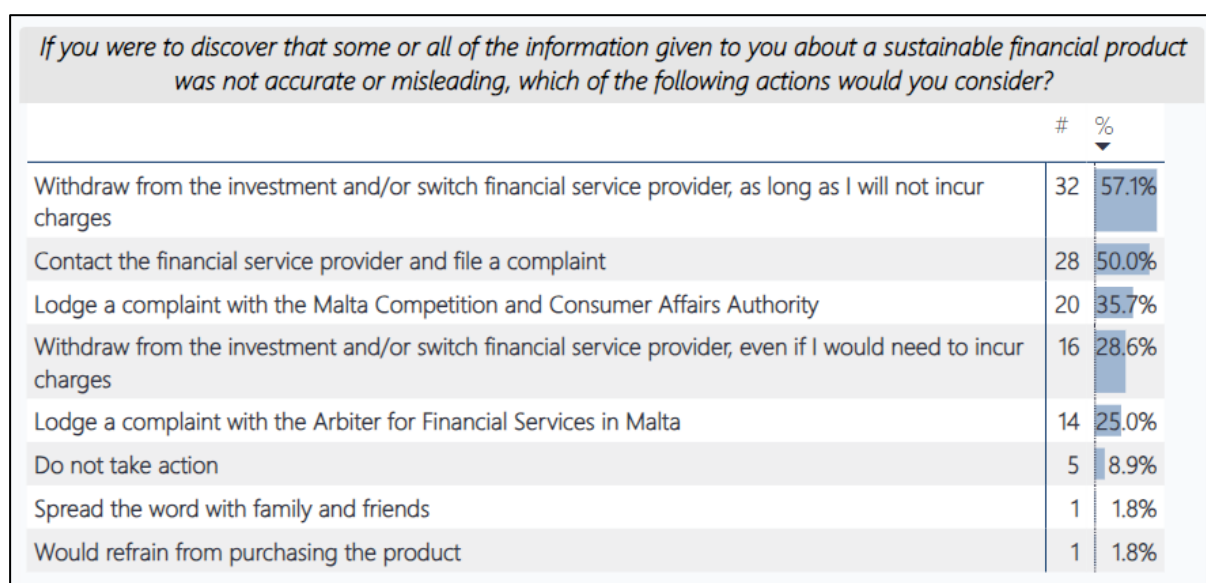 If you were to discover that some or all of the information given to you about a sustainable financial product
was not accurate or misleading, which of the following actions would you consider?
# %
Withdraw from the investment and/or switch financial service provider, as long as I will not incur
charges 32 57.1%
Contact the financial service provider and file a complaint 28 50.0%
Lodge a complaint with the Malta Competition and Consumer Affairs Authority 20 35.7%
Withdraw from the investment and/or switch financial service provider, even if I would need to incur
charges 16 28.6%
Lodge a complaint with the Arbiter for Financial Services in Malta 14 25.0%
Do not take action 5 8.9%
Spread the word with family and friends 1 1.8%
Would refrain from purchasing the product 1 1.8%